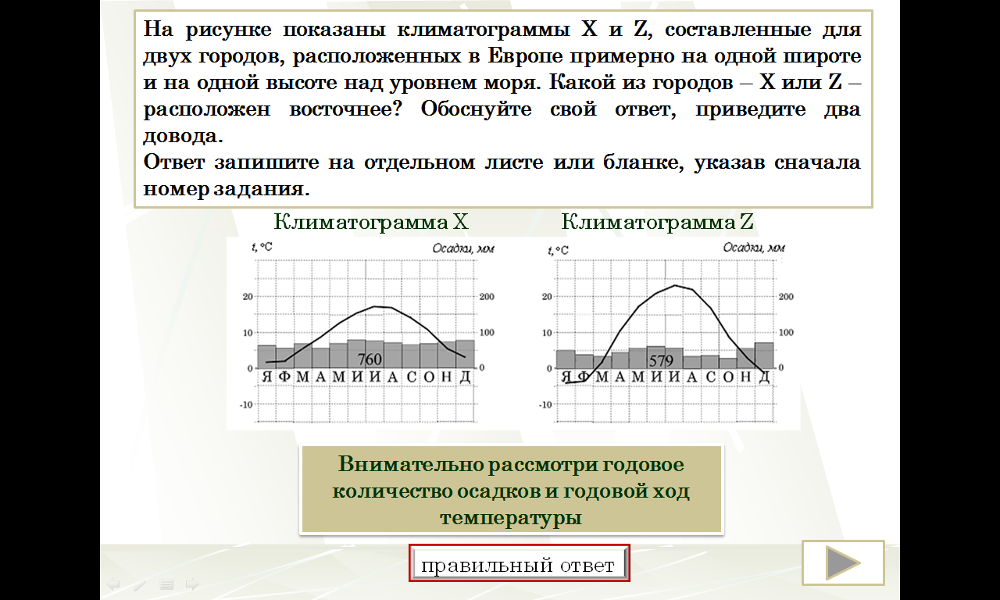 На рисунке показаны климатограммы X и Z, составленные для
двух городов, расположенных в Европе примерно на одной широте
и на одной высоте над уровнем моря. Какой из городов – X или Z –
расположен восточнее? Обоснуйте свой ответ, приведите два
довода.
Ответ запишите на отдельном листе или бланке, указав сначала
номер задания.
Климатограмма X
Климатограмма Z
t, °C
Осадки, мм
20
200
10
100
0
0
-10
760
Я Ф М А М И И А С О Н Д
t, °C
Осадки, мм
20
200
10
100
0
0
-10
579
Я Ф М А М И И А С О Н Д
Внимательно рассмотри годовое
количество осадков и годовой ход
температуры
правильный ответ